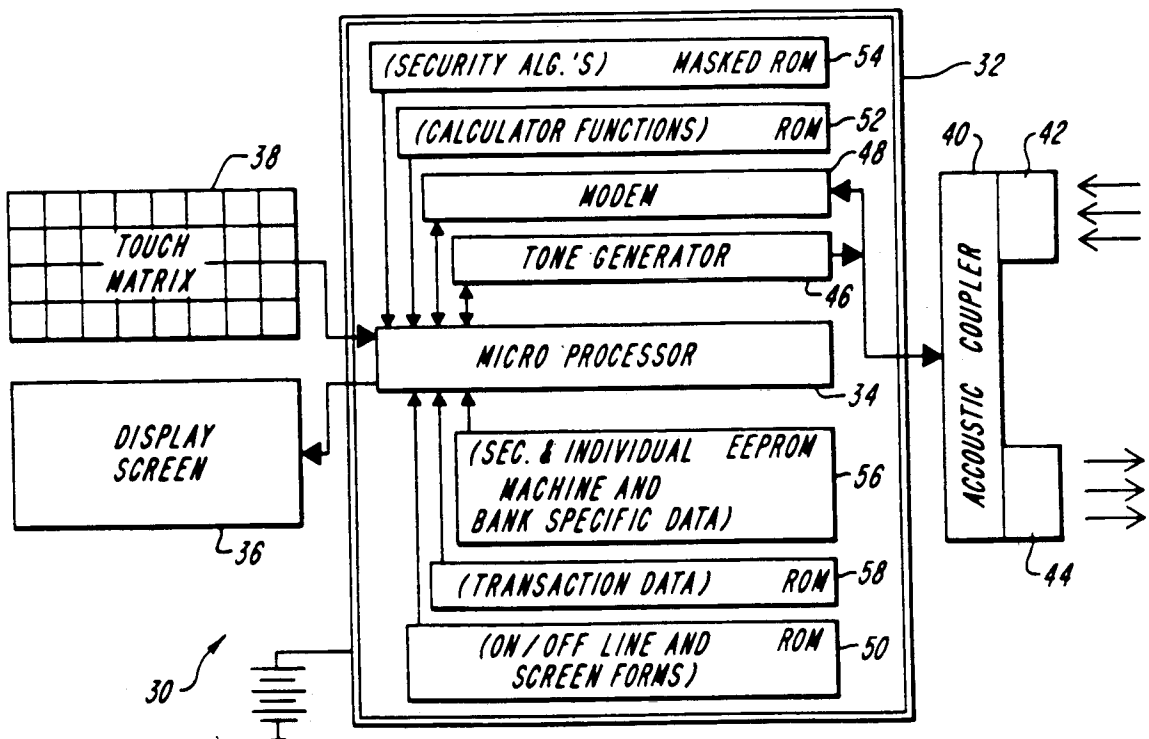 (SECURITY ALG.'S) MASKED ROM
54
32
(CALCULATOR FUNCTIONS) ROM
52
48
MODEM
40
42
38
TOUCH
MATRIX
TONE GENERATOR
46
MICRO PROCESSOR
34
ACCOUSTIC COUPLER
DISPLAY
SCREEN
36
(SEC. & INDIVIDUAL EEPROM
MACHINE AND
BANK SPECIFIC DATA)
56
44
(TRANSACTION DATA) ROM
58
(ON/OFF LINE AND ROM
SCREEN FORMS)
50
30